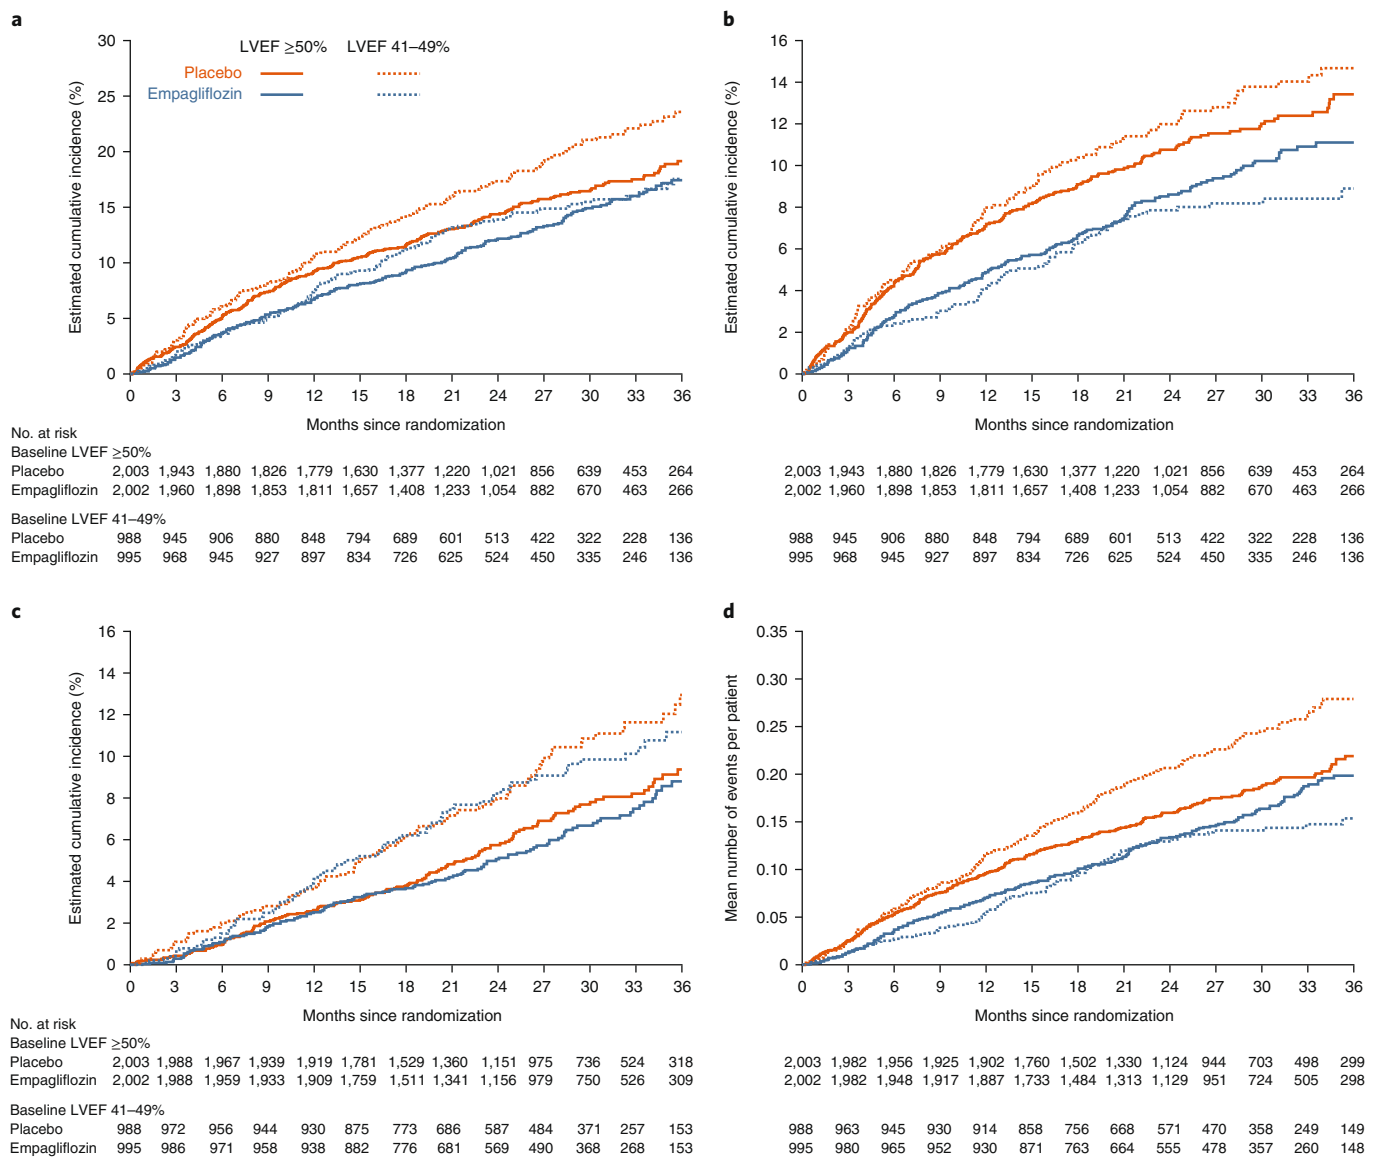 a
30
25
20
15
10
5
0
Estimated cumulative incidence (%)
LVEF ≥50% LVEF 41–49%
Placebo
Empagliflozin
0 3 6 9 12 15 18 21 24 27 30 33 36
Months since randomization
No. at risk
Baseline LVEF ≥50%
Placebo 2,003 1,943 1,880 1,826 1,779 1,630 1,377 1,220 1,021 856 639 453 264
Empagliflozin 2,002 1,960 1,898 1,853 1,811 1,657 1,408 1,233 1,054 882 670 463 266
Baseline LVEF 41–49%
Placebo 988 945 906 880 848 794 689 601 513 422 322 228 136
Empagliflozin 995 968 945 927 897 834 726 625 524 450 335 246 136
b
16
14
12
10
8
6
4
2
0
Estimated cumulative incidence (%)
0 3 6 9 12 15 18 21 24 27 30 33 36
Months since randomization
2,003 1,943 1,880 1,826 1,779 1,630 1,377 1,220 1,021 856 639 453 264
2,002 1,960 1,898 1,853 1,811 1,657 1,408 1,233 1,054 882 670 463 266
988 945 906 880 848 794 689 601 513 422 322 228 136
995 968 945 927 897 834 726 625 524 450 335 246 136
c
16
14
12
10
8
6
4
2
0
Estimated cumulative incidence (%)
0 3 6 9 12 15 18 21 24 27 30 33 36
Months since randomization
No. at risk
Baseline LVEF ≥50%
Placebo 2,003 1,988 1,967 1,939 1,919 1,781 1,529 1,360 1,151 975 736 524 318
Empagliflozin 2,002 1,988 1,959 1,933 1,909 1,759 1,511 1,341 1,156 979 750 526 309
Baseline LVEF 41–49%
Placebo 988 972 956 944 930 875 773 686 587 484 371 257 153
Empagliflozin 995 986 971 958 938 882 776 681 569 490 368 268 153
d
0.35
0.30
0.25
0.20
0.15
0.10
0.05
0
Mean number of events per patient
0 3 6 9 12 15 18 21 24 27 30 33 36
Months since randomization
2,003 1,982 1,956 1,925 1,902 1,760 1,502 1,330 1,124 944 703 498 299
2,002 1,982 1,948 1,917 1,887 1,733 1,484 1,313 1,129 951 724 505 298
988 963 945 930 914 858 756 668 571 470 358 249 149
995 980 965 952 930 871 763 664 555 478 357 260 148